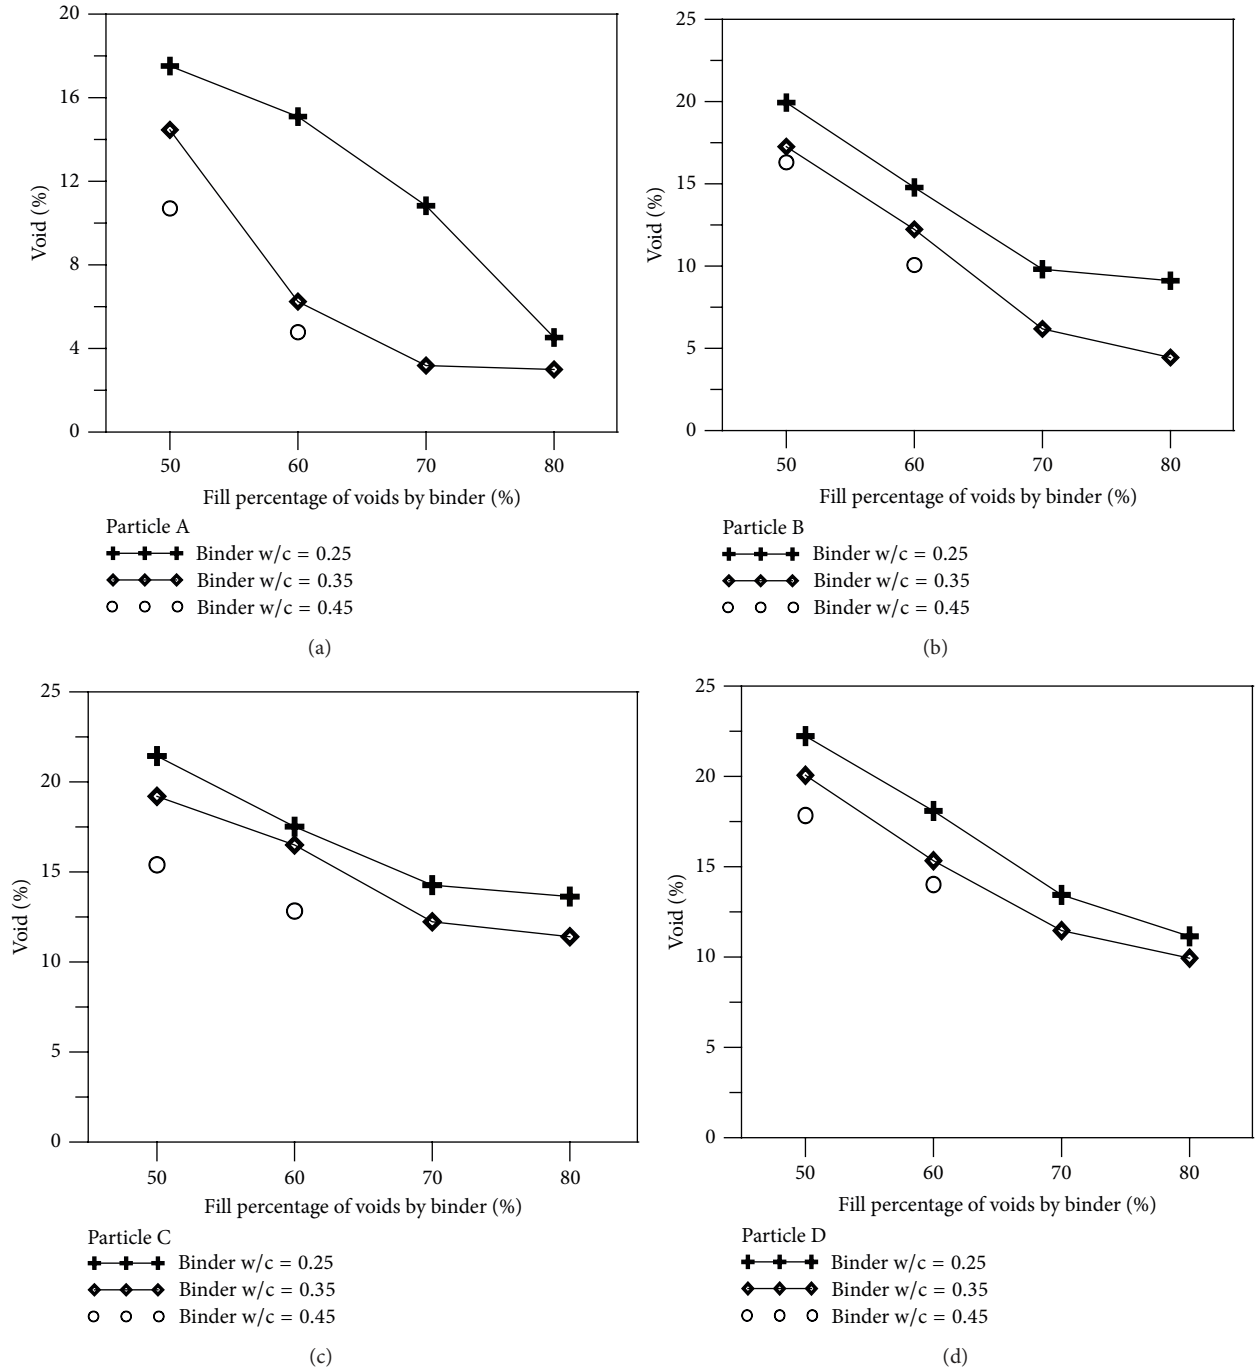 20
16
12
8
4
0
Void (%)
50 60 70 80
Fill percentage of voids by binder (%)
Particle A
Binder w/c = 0.25
Binder w/c = 0.35
Binder w/c = 0.45
(a)
25
20
15
10
5
0
Void (%)
50 60 70 80
Fill percentage of voids by binder (%)
Particle B
Binder w/c = 0.25
Binder w/c = 0.35
Binder w/c = 0.45
(b)
25
20
15
10
5
0
Void (%)
50 60 70 80
Fill percentage of voids by binder (%)
Particle C
Binder w/c = 0.25
Binder w/c = 0.35
Binder w/c = 0.45
(c)
25
20
15
10
5
0
Void (%)
50 60 70 80
Fill percentage of voids by binder (%)
Particle D
Binder w/c = 0.25
Binder w/c = 0.35
Binder w/c = 0.45
(d)